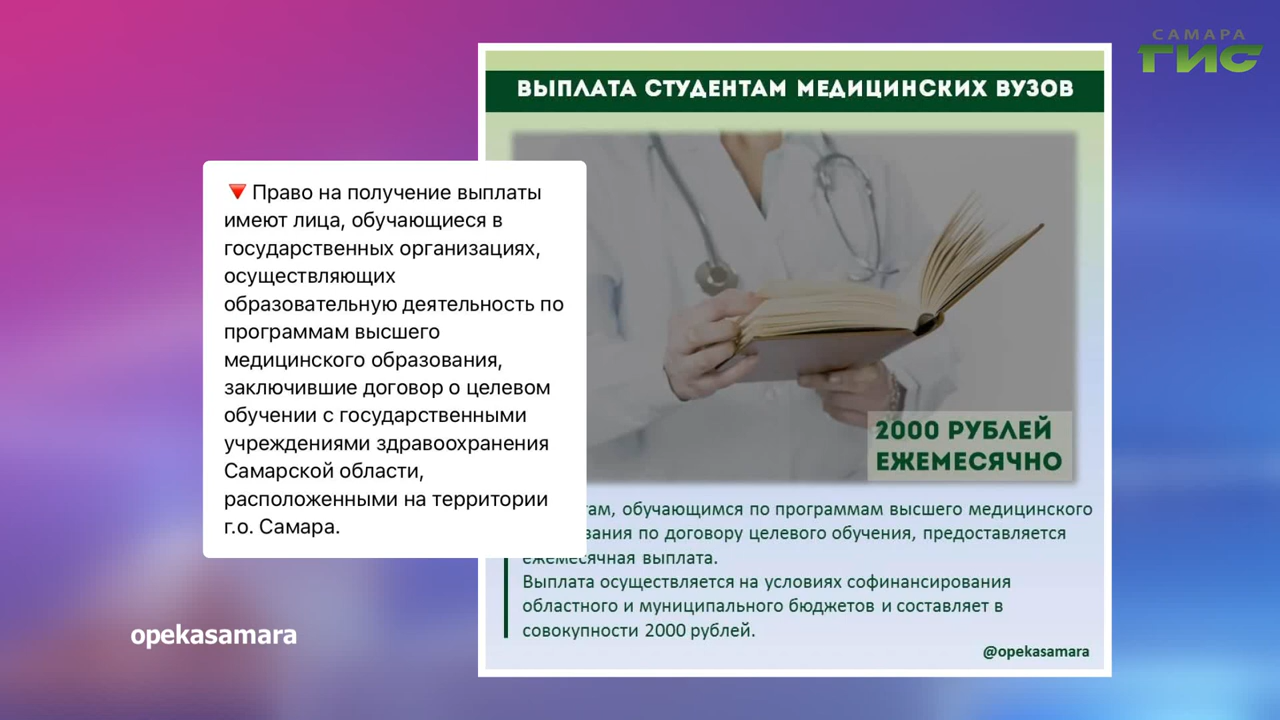 САМАРА
ГИС
ВЫПЛАТА СТУДЕНТАМ МЕДИЦИНСКИХ ВУЗОВ
Право на получение выплаты
имеют лица, обучающиеся в
государственных организациях,
осуществляющих
образовательную деятельность по
программам высшего
медицинского образования,
заключившие договор о целевом
обучении с государственными
учреждениями здравоохранения
Самарской области,
расположенными на территории
г.о. Самара.
2000 РУБЛЕЙ
ЕЖЕМЕСЯЧНО
обучающимся по программам высшего медицинского
по договору целевого обучения, предоставляется
ежемесячная выплата.
Выплата осуществляется на условиях софинансирования
областного и муниципального бюджетов и составляет в
совокупности 2000 рублей.
@opekasamara
opekasamara